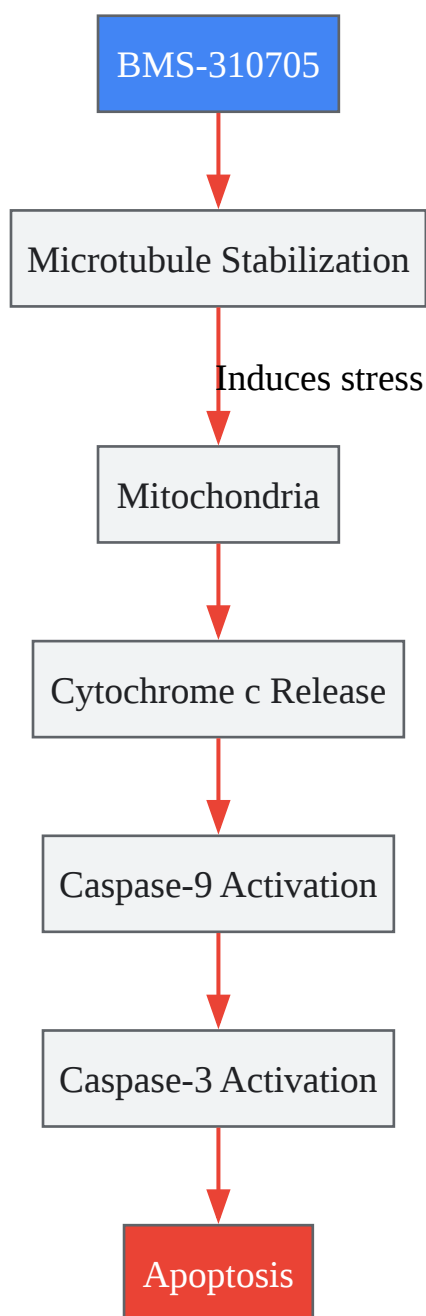 BMS-310705
Microtubule Stabilization
Induces stress
Mitochondria
Cytochrome c Release
Caspase-9 Activation
Caspase-3 Activation
Apoptosis